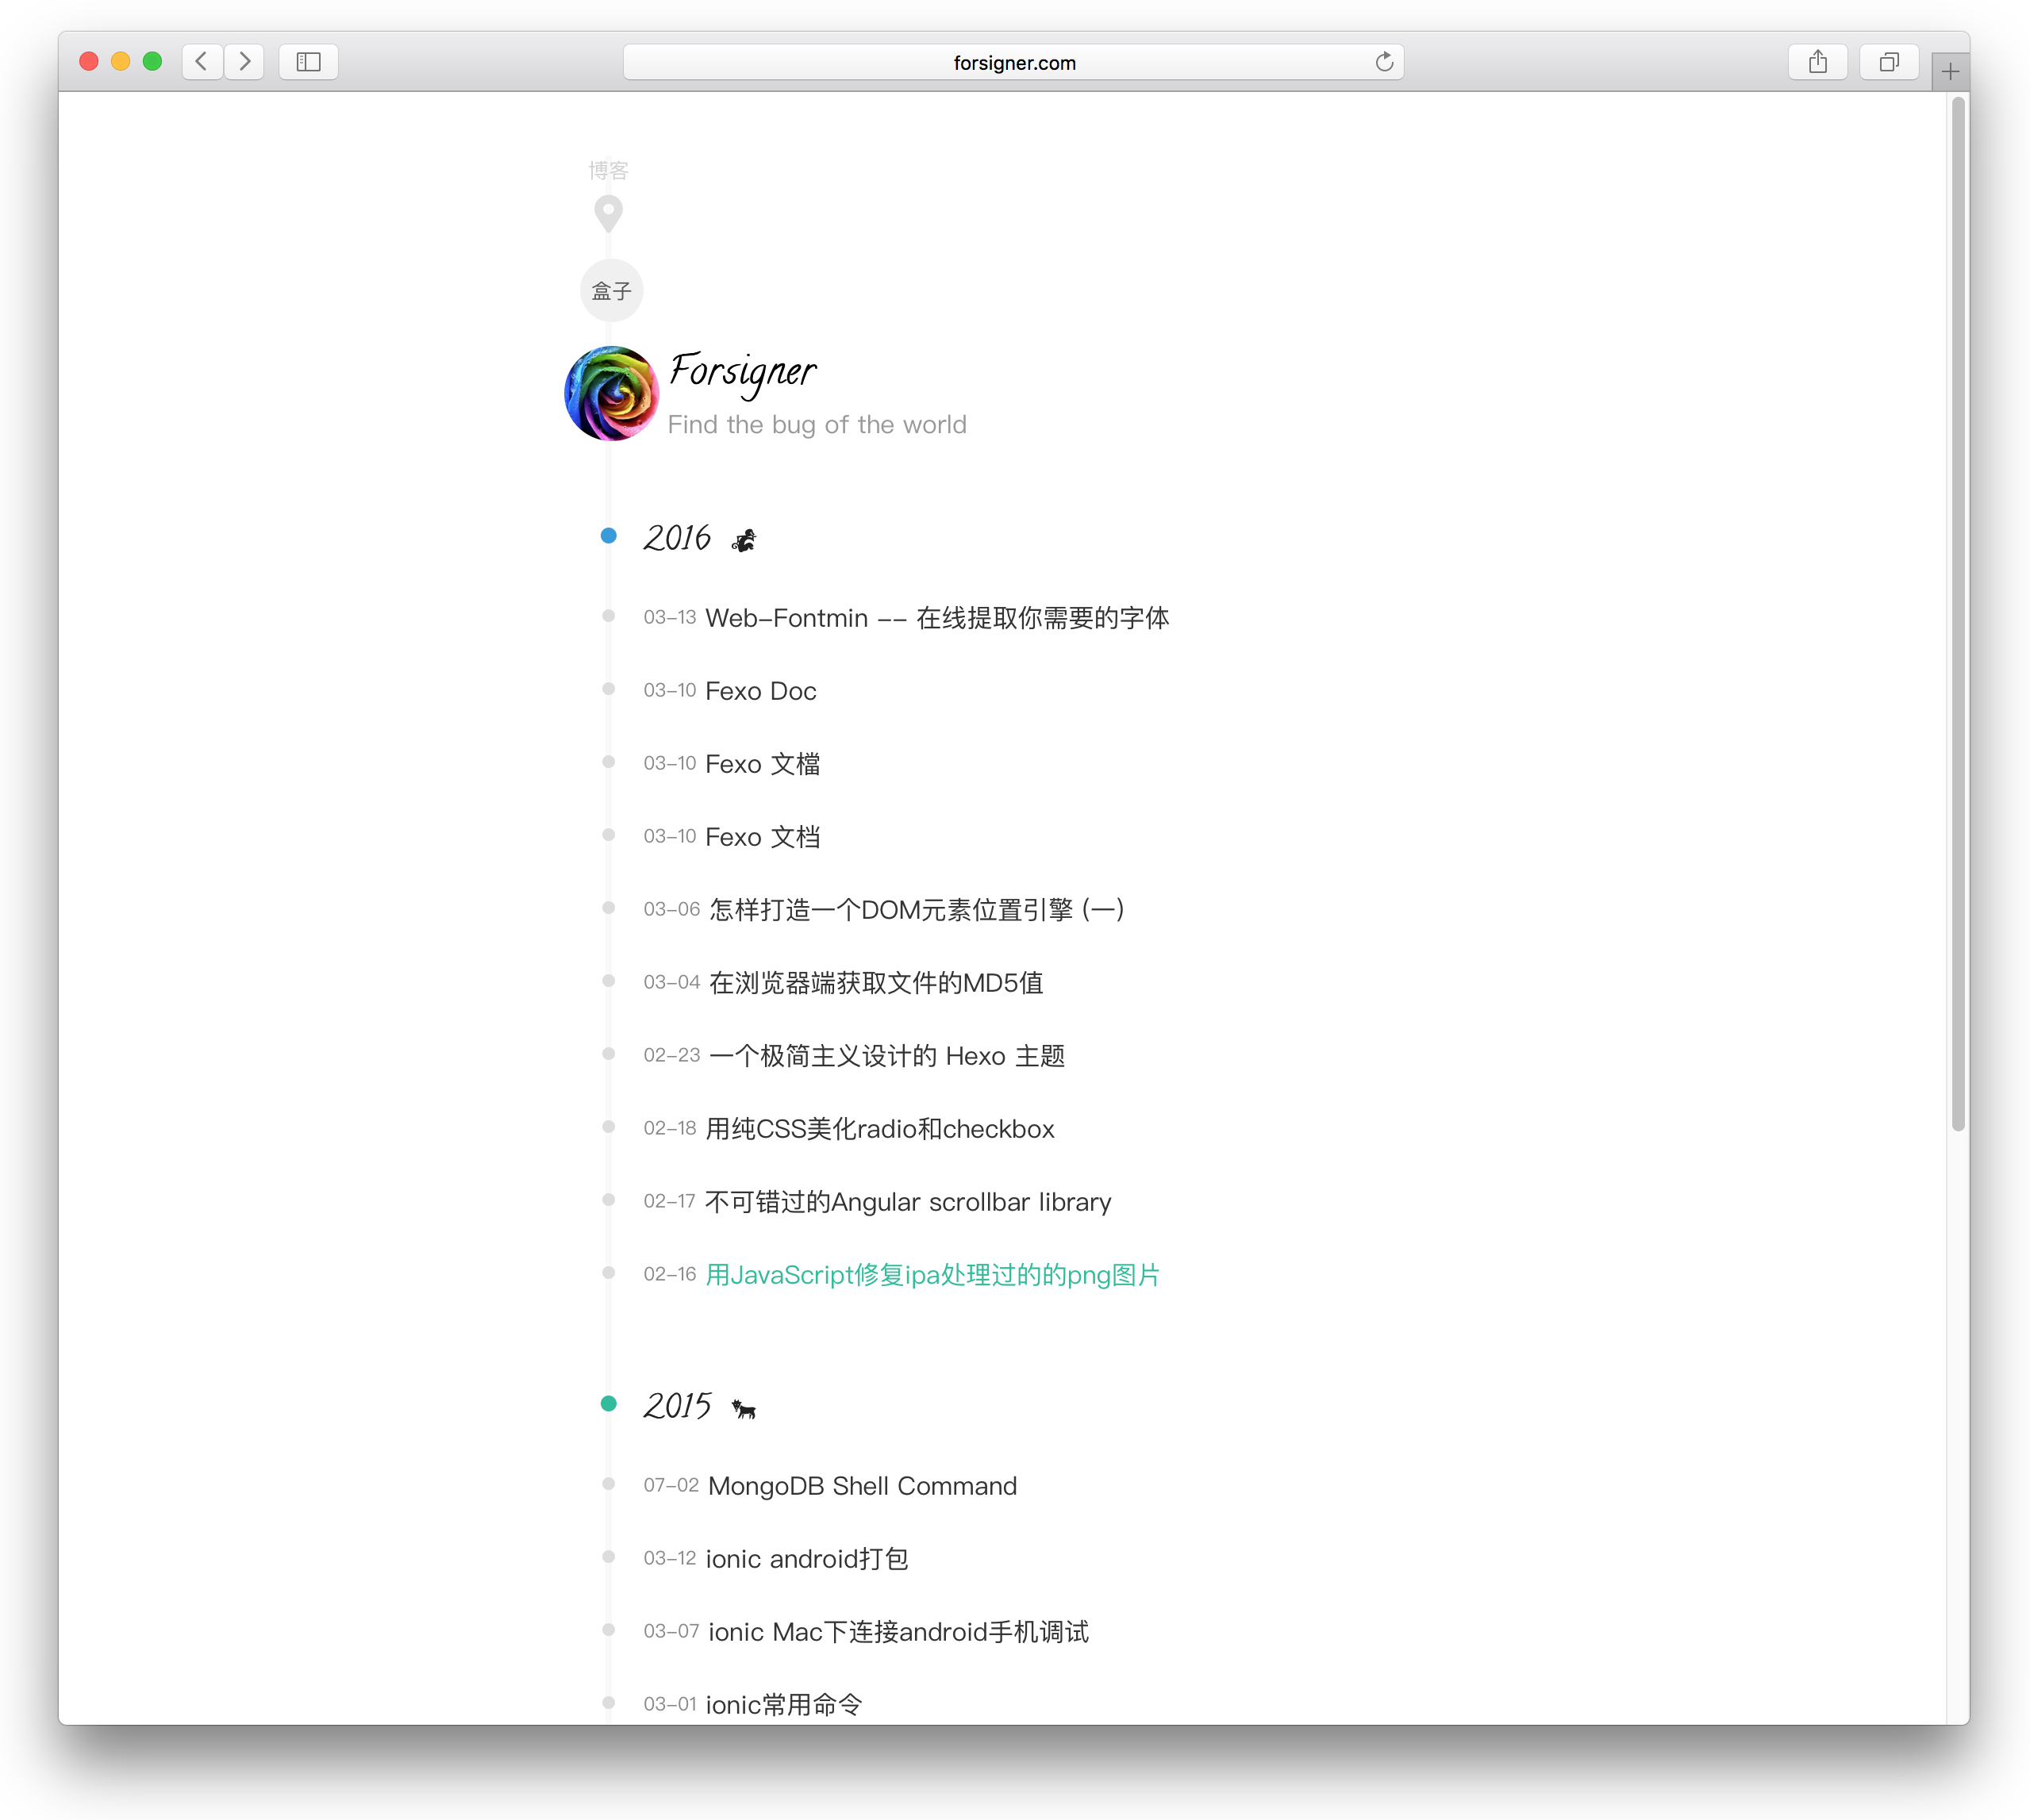 forsigner.com
博客
盒子
Forsigner
Find the bug of the world
2016
03-13 Web-Fontmin -- 在线提取你需要的字体
03-10 Fexo Doc
03-10 Fexo 文檔
03-10 Fexo 文档
03-06 怎样打造一个DOM元素位置引擎 (一)
03-04 在浏览器端获取文件的MD5值
02-23 一个极简主义设计的 Hexo 主题
02-18 用纯CSS美化radio和checkbox
02-17 不可错过的Angular scrollbar library
02-16 用JavaScript修复ipa处理过的的png图片
2015
07-02 MongoDB Shell Command
03-12 ionic android打包
03-07 ionic Mac下连接android手机调试
03-01 ionic常用命令